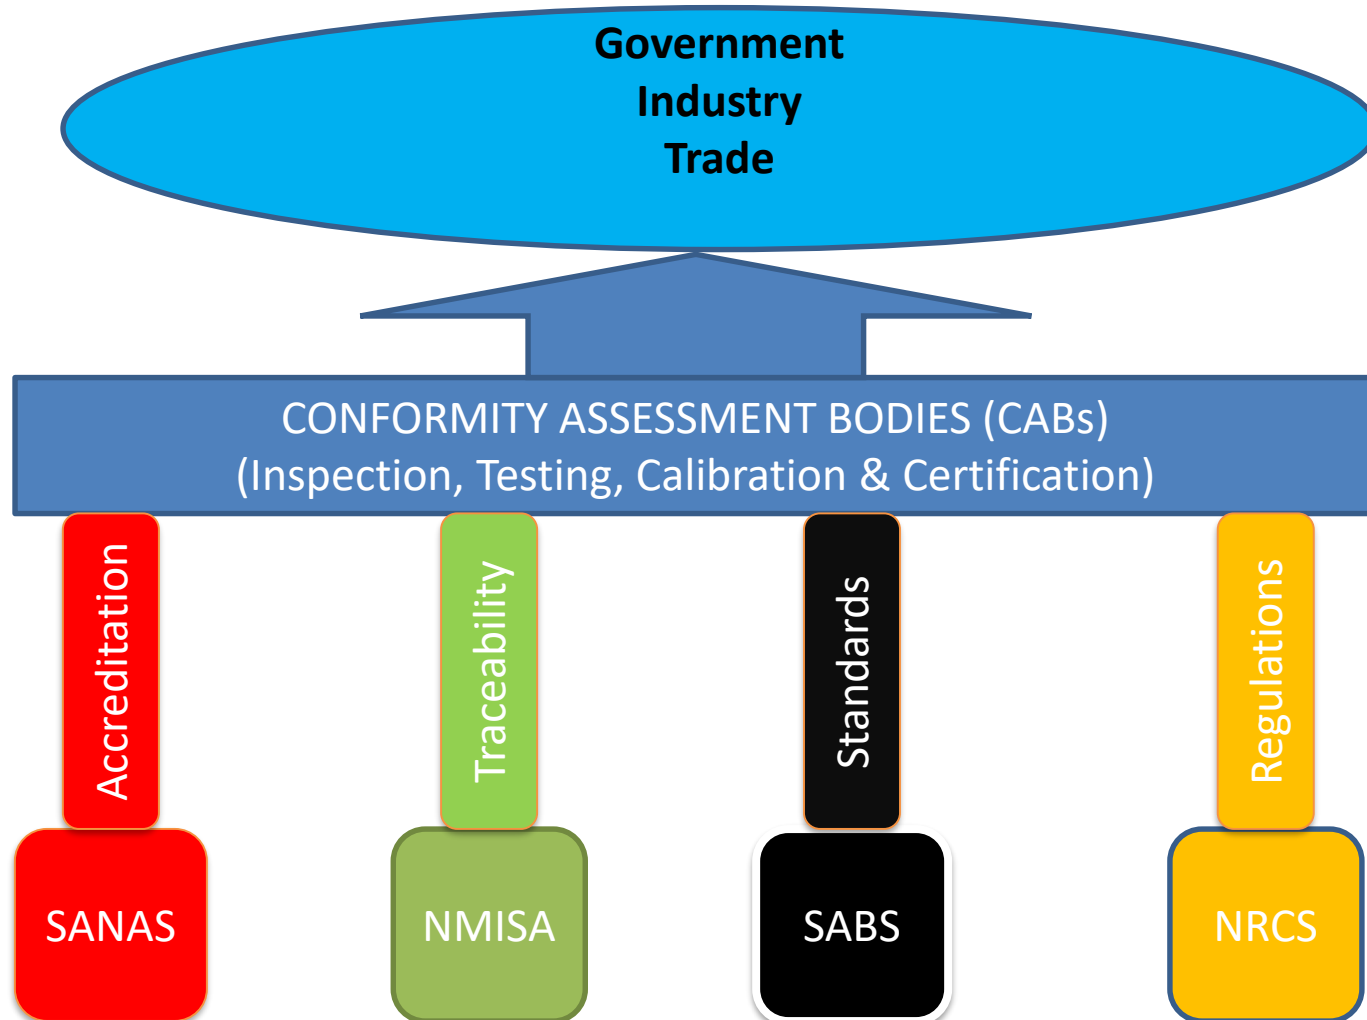 Government
Industry
Trade
CONFORMITY ASSESSMENT BODIES (CABs)
(Inspection, Testing, Calibration & Certification)
Accreditation
Traceability
Standards
Regulations
SANAS
NMISA
SABS
NRCS